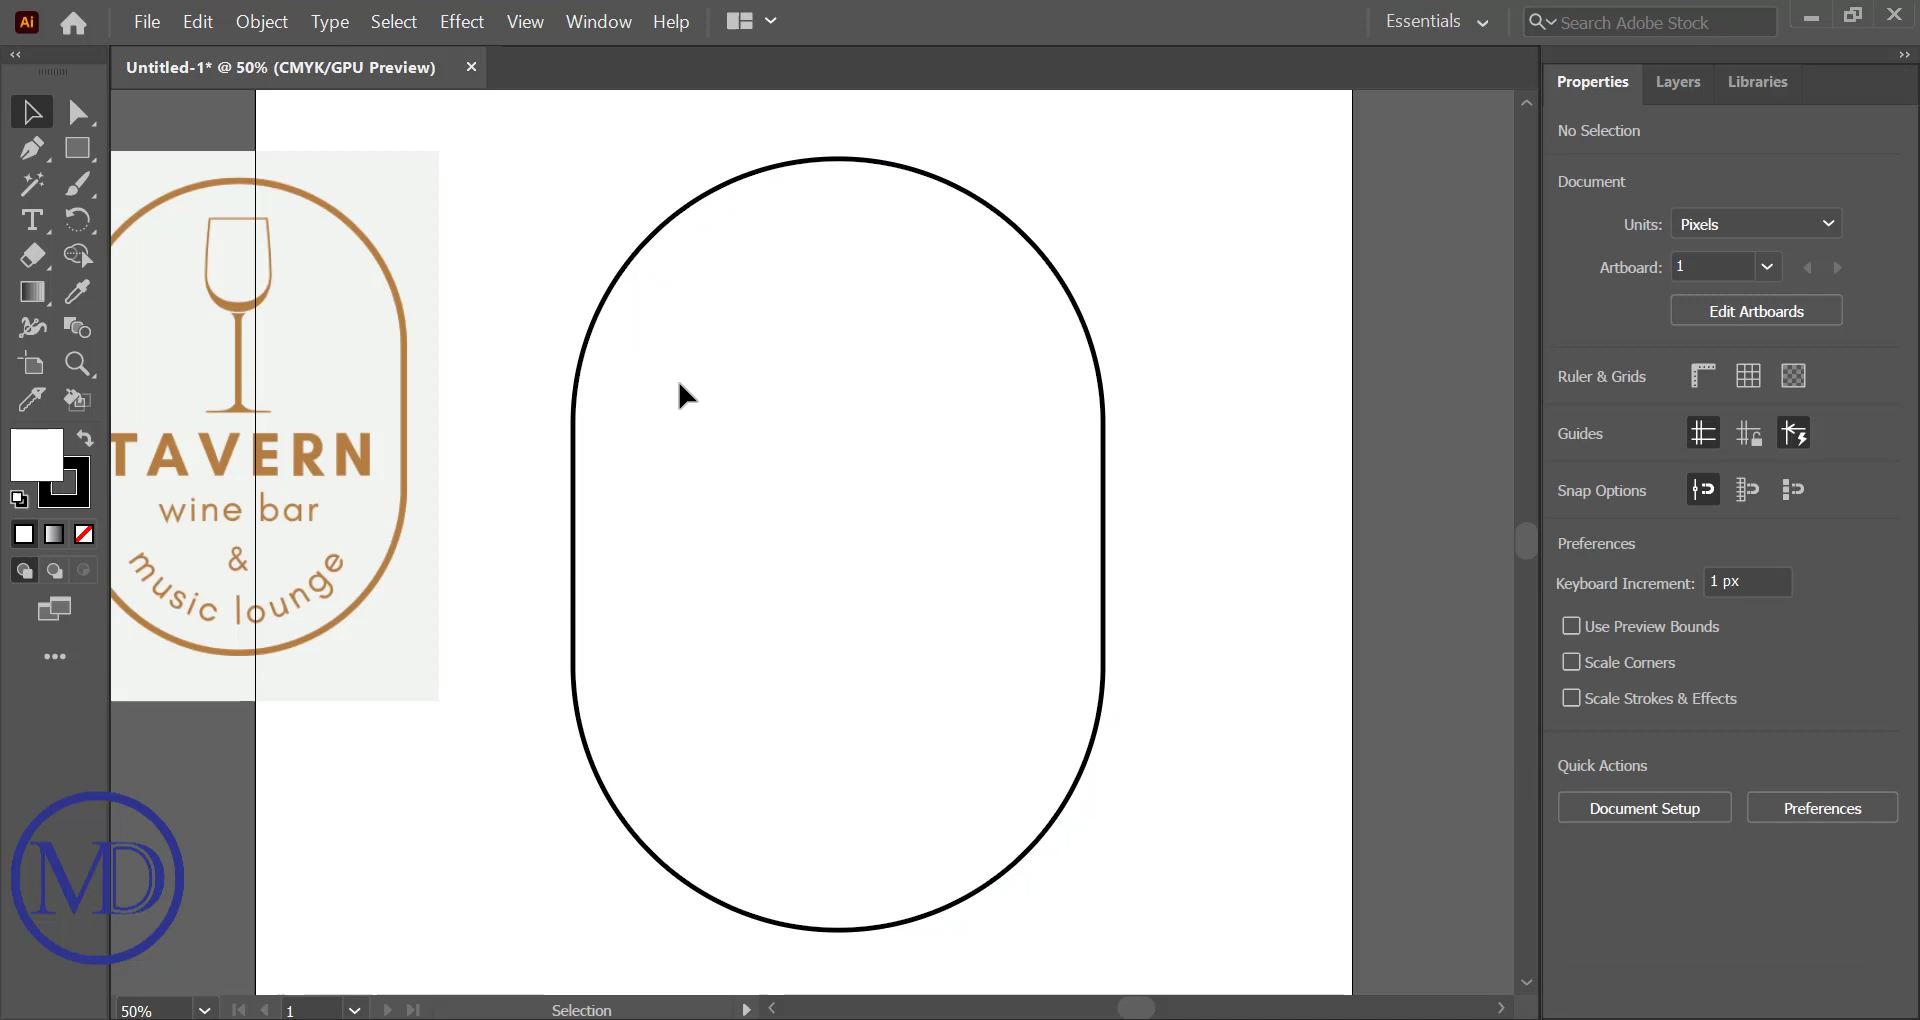 Ai
File Edit Object Type Select Effect View Window Help
Essentials
Search Adobe Stock
Untitled-1* @ 50% (CMYK/GPU Preview)
TAVERN
wine bar
&
music lounge
MD
50%
1
Selection
Properties Layers Libraries
No Selection
Document
Units: Pixels
Artboard: 1
Edit Artboards
Ruler & Grids
Guides
Snap Options
Preferences
Keyboard Increment: 1 px
Use Preview Bounds
Scale Corners
Scale Strokes & Effects
Quick Actions
Document Setup Preferences